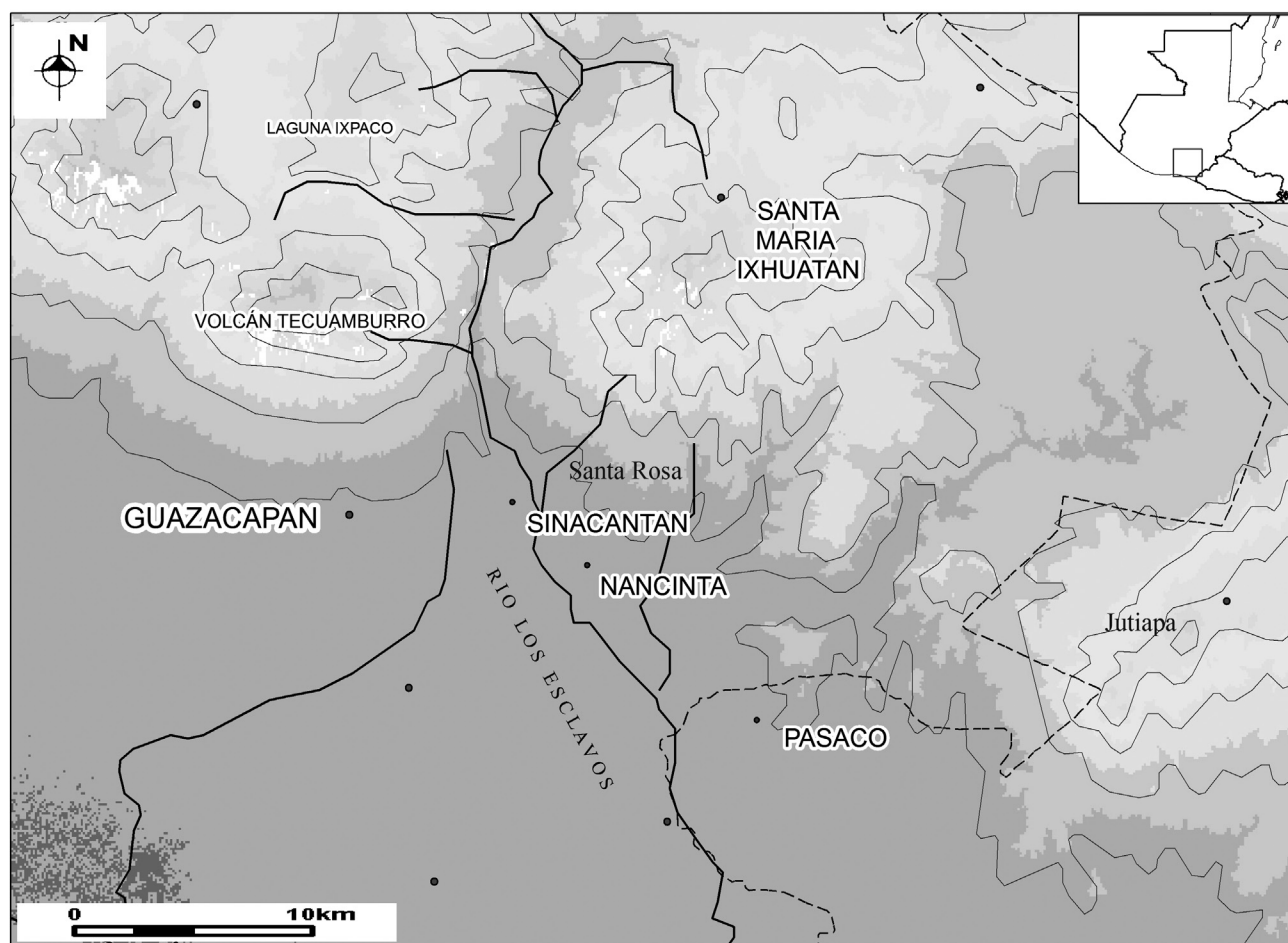 N
LAGUNA IXPACO
SANTA
MARIA
IXHUATAN
VOLCÁN TECUAMBURRO
Santa Rosa
GUAZACAPAN
SINACANTAN
NANCINTA
Jutiapa
RIO LOS ESCLAVOS
PASACO
0 10km